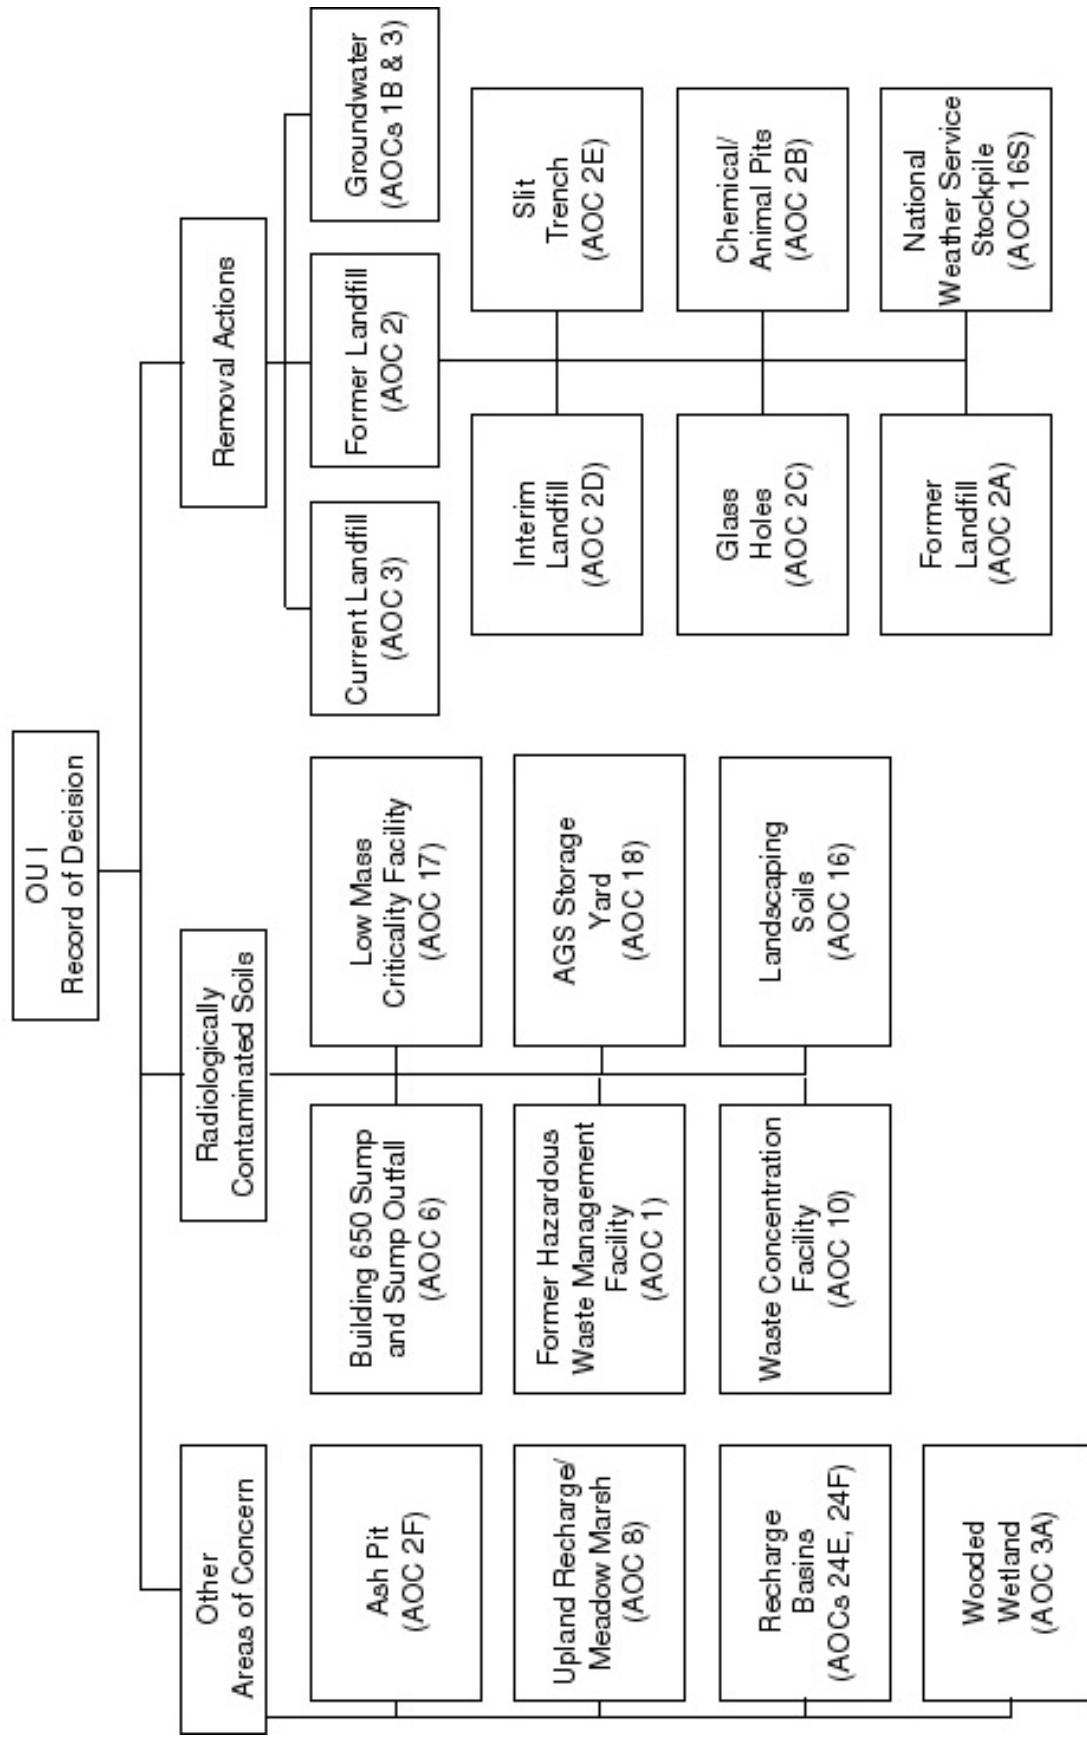 OU I
Record of Decision
Other
Areas of Concern
Radiologically
Contaminated Soils
Removal Actions
Ash Pit
(AOC 2F)
Upland Recharge/
Meadow Marsh
(AOC 8)
Recharge
Basins
(AOCs 24E, 24F)
Wooded
Wetland
(AOC 3A)
Building 650 Sump
and Sump Outfall
(AOC 6)
Low Mass
Criticality Facility
(AOC 17)
Former Hazardous
Waste Management
Facility
(AOC 1)
AGS Storage
Yard
(AOC 18)
Waste Concentration
Facility
(AOC 10)
Landscaping
Soils
(AOC 16)
Current Landfill
(AOC 3)
Former Landfill
(AOC 2)
Groundwater
(AOCs 1B & 3)
Interim
Landfill
(AOC 2D)
Slit
Trench
(AOC 2E)
Glass
Holes
(AOC 2C)
Chemical/
Animal Pits
(AOC 2B)
Former
Landfill
(AOC 2A)
National
Weather Service
Stockpile
(AOC 16S)